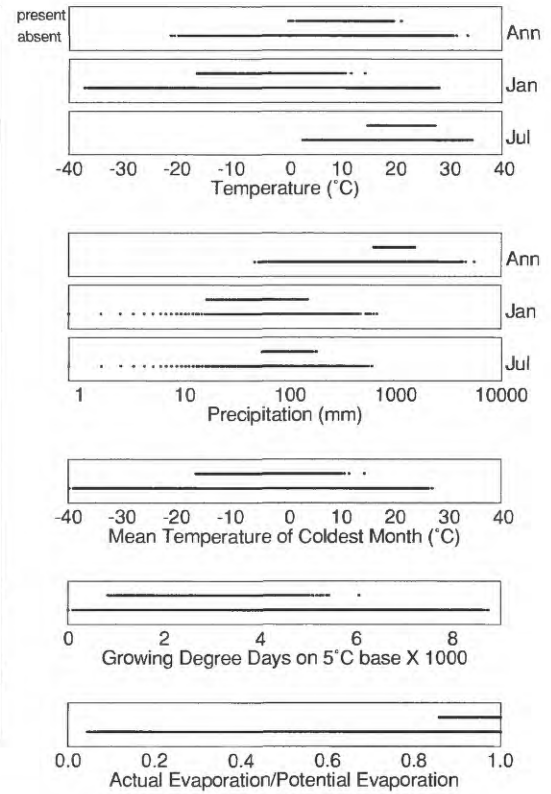 present
absent
Ann
Jan
Jul
-40 -30 -20 -10 0 10 20 30 40
Temperature (˚C)
Ann
Jan
Jul
1 10 100 1000 10000
Precipitation (mm)
-40 -30 -20 -10 0 10 20 30 40
Mean Temperature of Coldest Month (˚C)
0 2 4 6 8
Growing Degree Days on 5˚C base X 1000
0.0 0.2 0.4 0.6 0.8 1.0
Actual Evaporation/Potential Evaporation